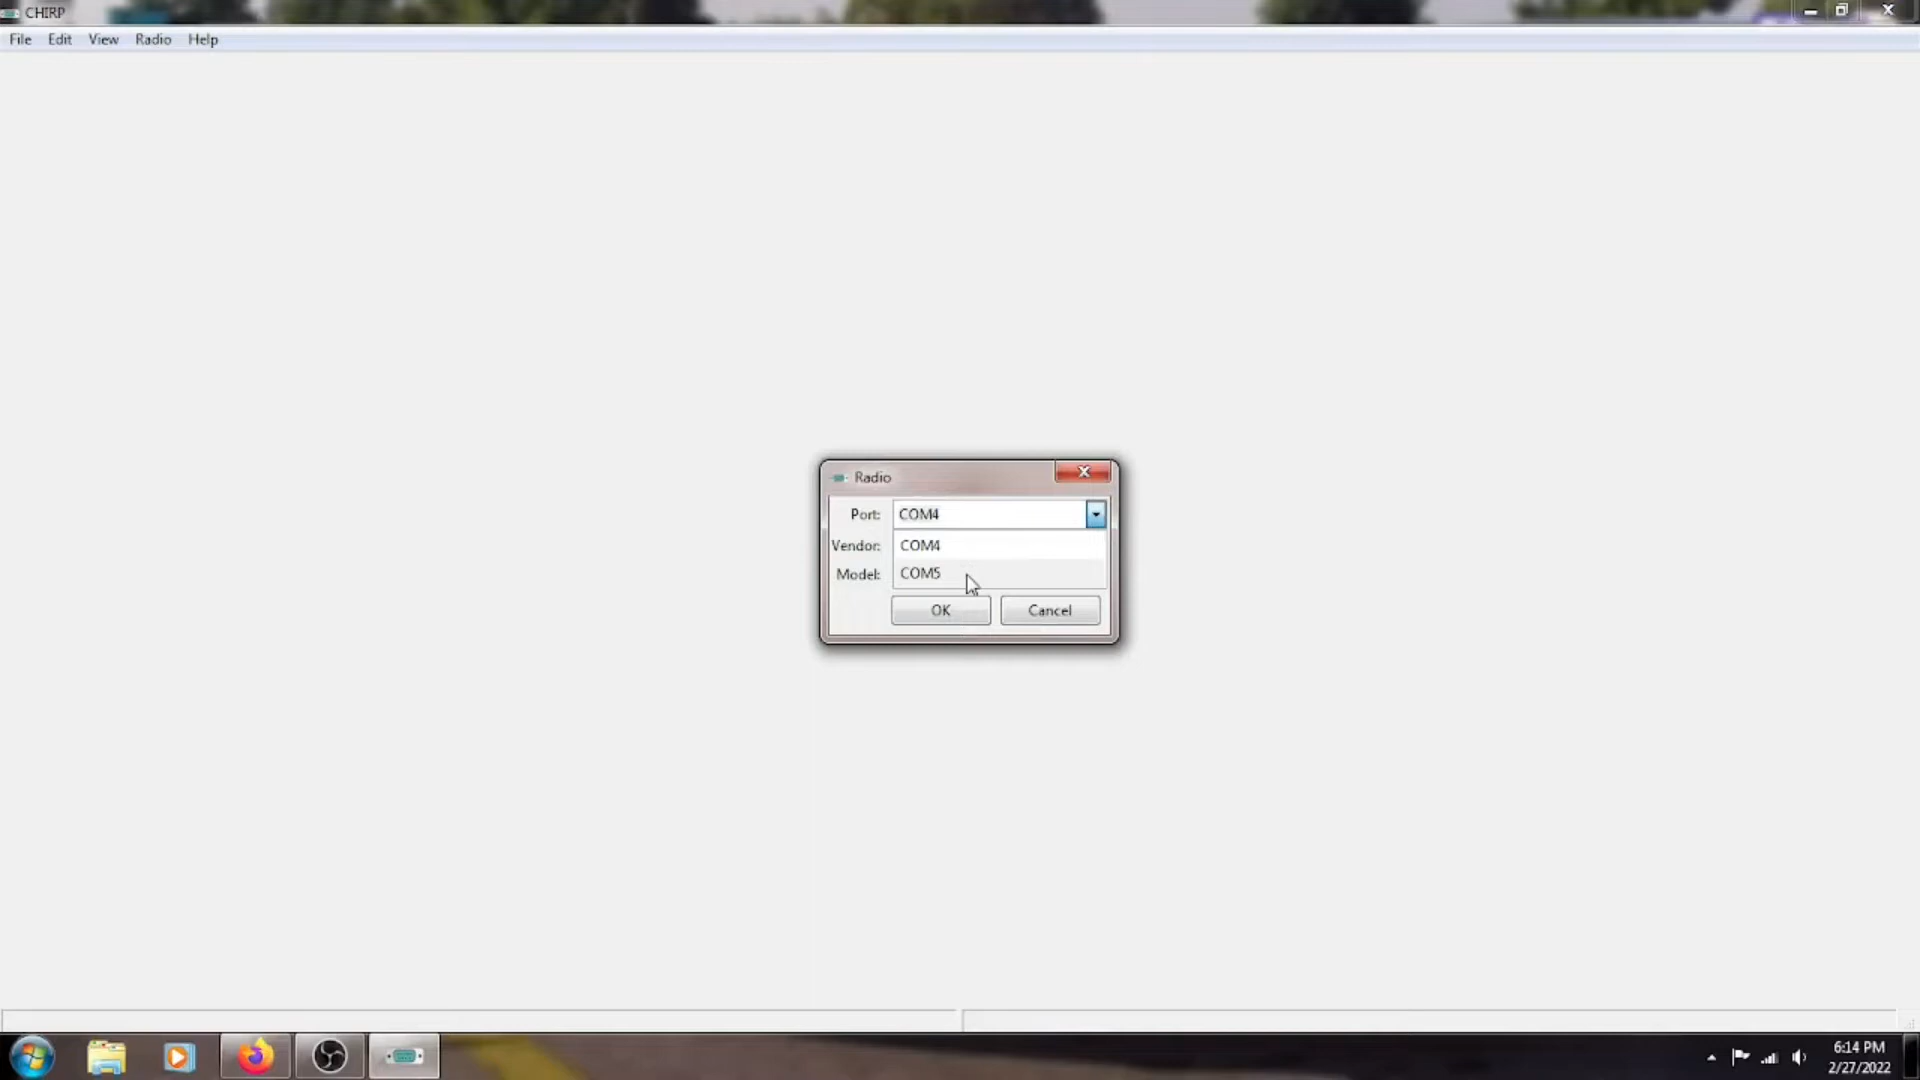 CHIRP
File Edit View Radio Help
Radio
Port: COM4
Vendor: COM4
Model: COM5
OK Cancel
6:14 PM
2/27/2022